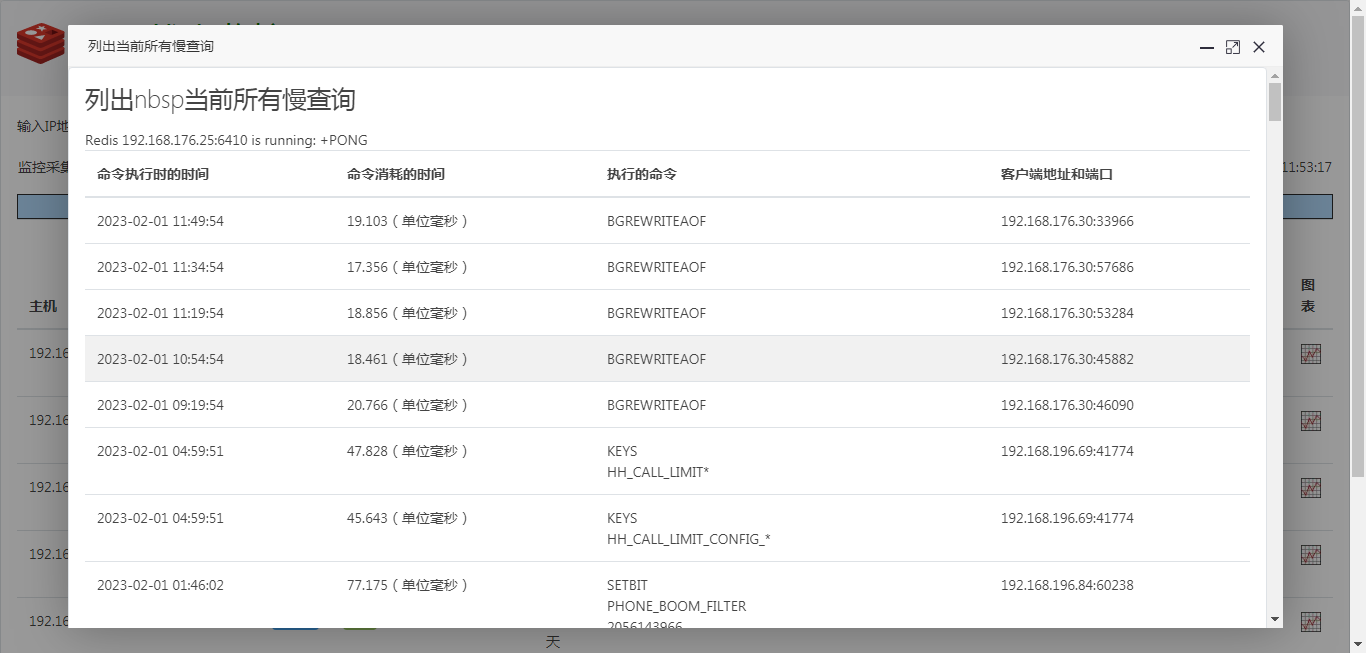 列出当前所有慢查询
列出nbsp当前所有慢查询
Redis 192.168.176.25:6410 is running: +PONG
命令执行时的时间 命令消耗的时间 执行的命令 客户端地址和端口
2023-02-01 11:49:54 19.103（单位毫秒） BGREWRITEAOF 192.168.176.30:33966
2023-02-01 11:34:54 17.356（单位毫秒） BGREWRITEAOF 192.168.176.30:57686
2023-02-01 11:19:54 18.856（单位毫秒） BGREWRITEAOF 192.168.176.30:53284
2023-02-01 10:54:54 18.461（单位毫秒） BGREWRITEAOF 192.168.176.30:45882
2023-02-01 09:19:54 20.766（单位毫秒） BGREWRITEAOF 192.168.176.30:46090
2023-02-01 04:59:51 47.828（单位毫秒） KEYS 192.168.196.69:41774
HH_CALL_LIMIT*
2023-02-01 04:59:51 45.643（单位毫秒） KEYS 192.168.196.69:41774
HH_CALL_LIMIT_CONFIG_*
2023-02-01 01:46:02 77.175（单位毫秒） SETBIT 192.168.196.84:60238
PHONE_BOOM_FILTER
2056143966
输入IP地
监控采集
11:53:17
主机
图
表
192.16
192.16
192.16
192.16
192.16
天